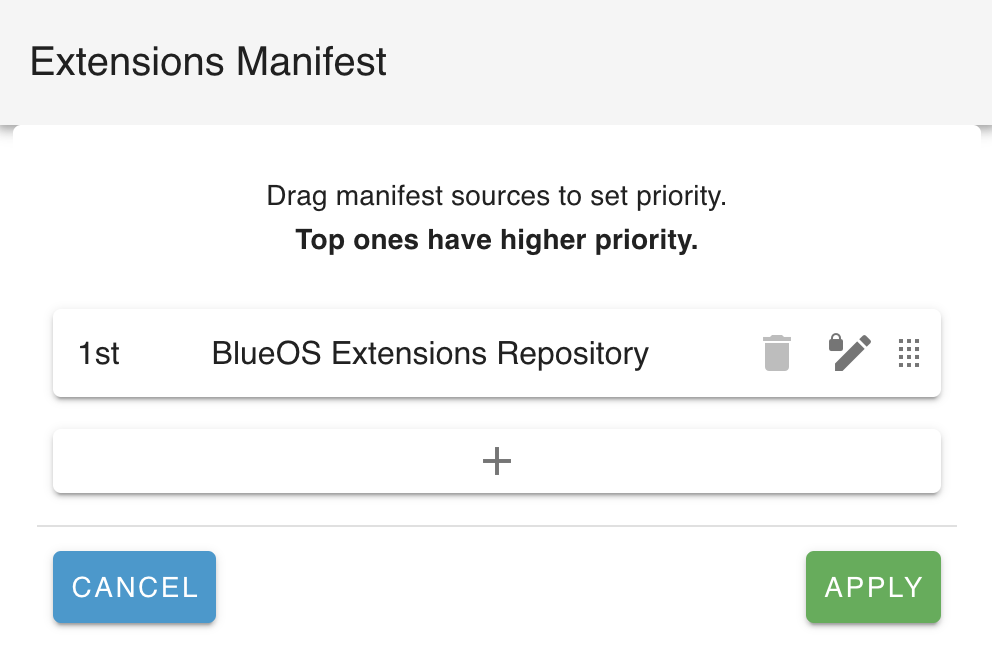 Extensions Manifest
Drag manifest sources to set priority.
Top ones have higher priority.
1st BlueOS Extensions Repository
CANCEL APPLY